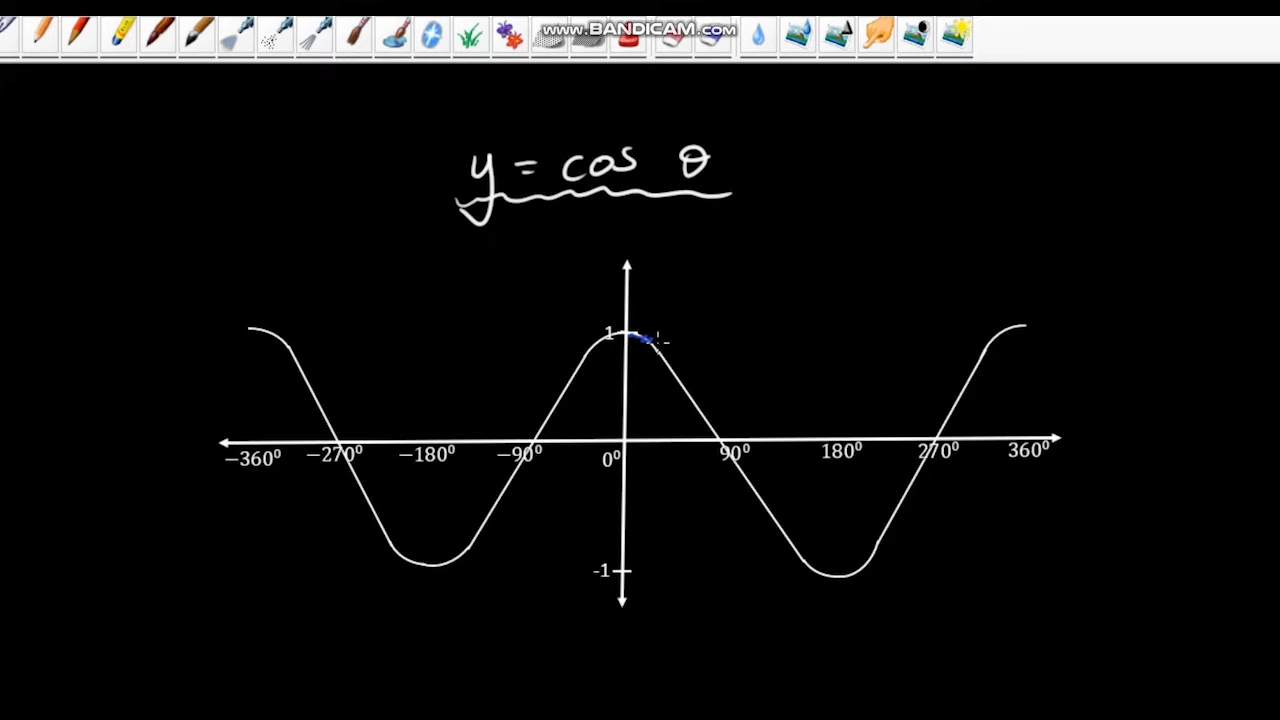 www.BANDICAM.com
y = cos θ
1
−360⁰ −270⁰ −180⁰ −90⁰ 0⁰ 90⁰ 180⁰ 270⁰ 360⁰
-1